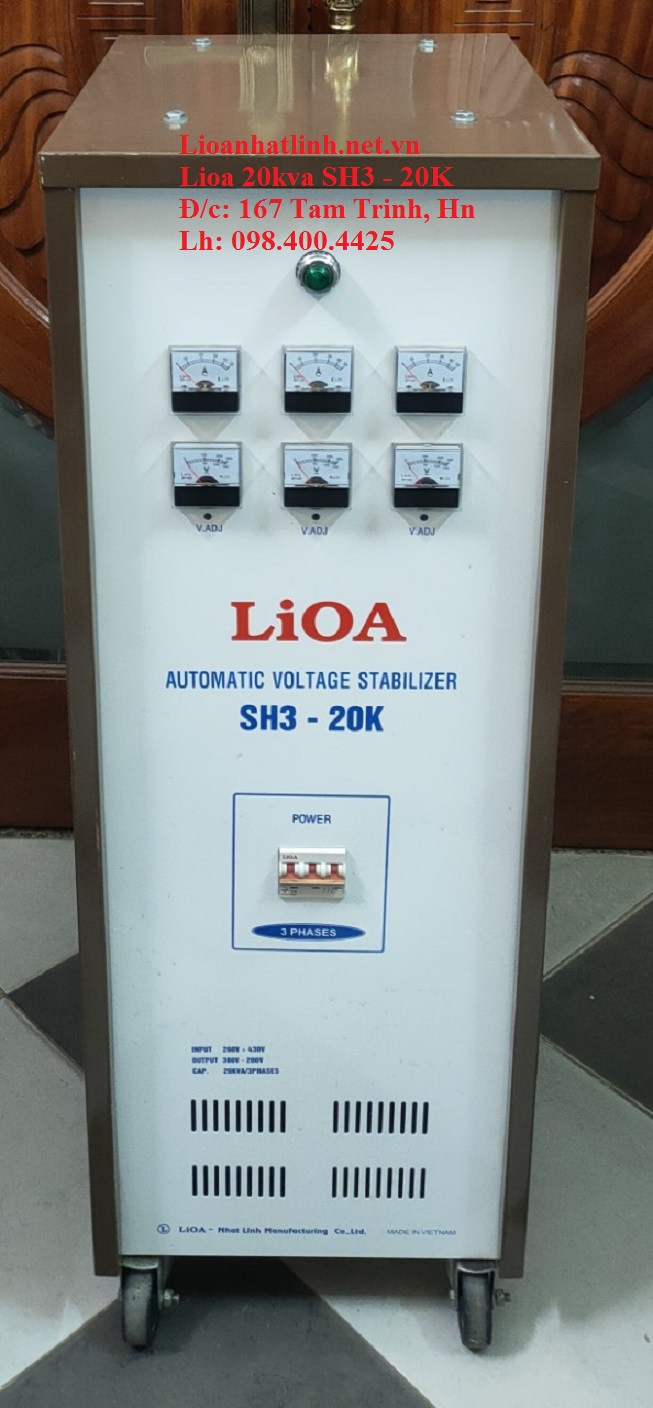 Lioanhatlinh.net.vn
Lioa 20kva SH3 - 20K
Đ/c: 167 Tam Trinh, Hn
Lh: 098.400.4425
A A A
V V V
V.ADJ V.ADJ V.ADJ
LiOA
AUTOMATIC VOLTAGE STABILIZER
SH3 - 20K
POWER
LiOA
3 PHASES
INPUT 260V - 430V
OUTPUT 380V - 200V
CAP. 20KVA/3PHASES
LiOA - Nhat Linh Manufacturing Co.,Ltd. MADE IN VIETNAM